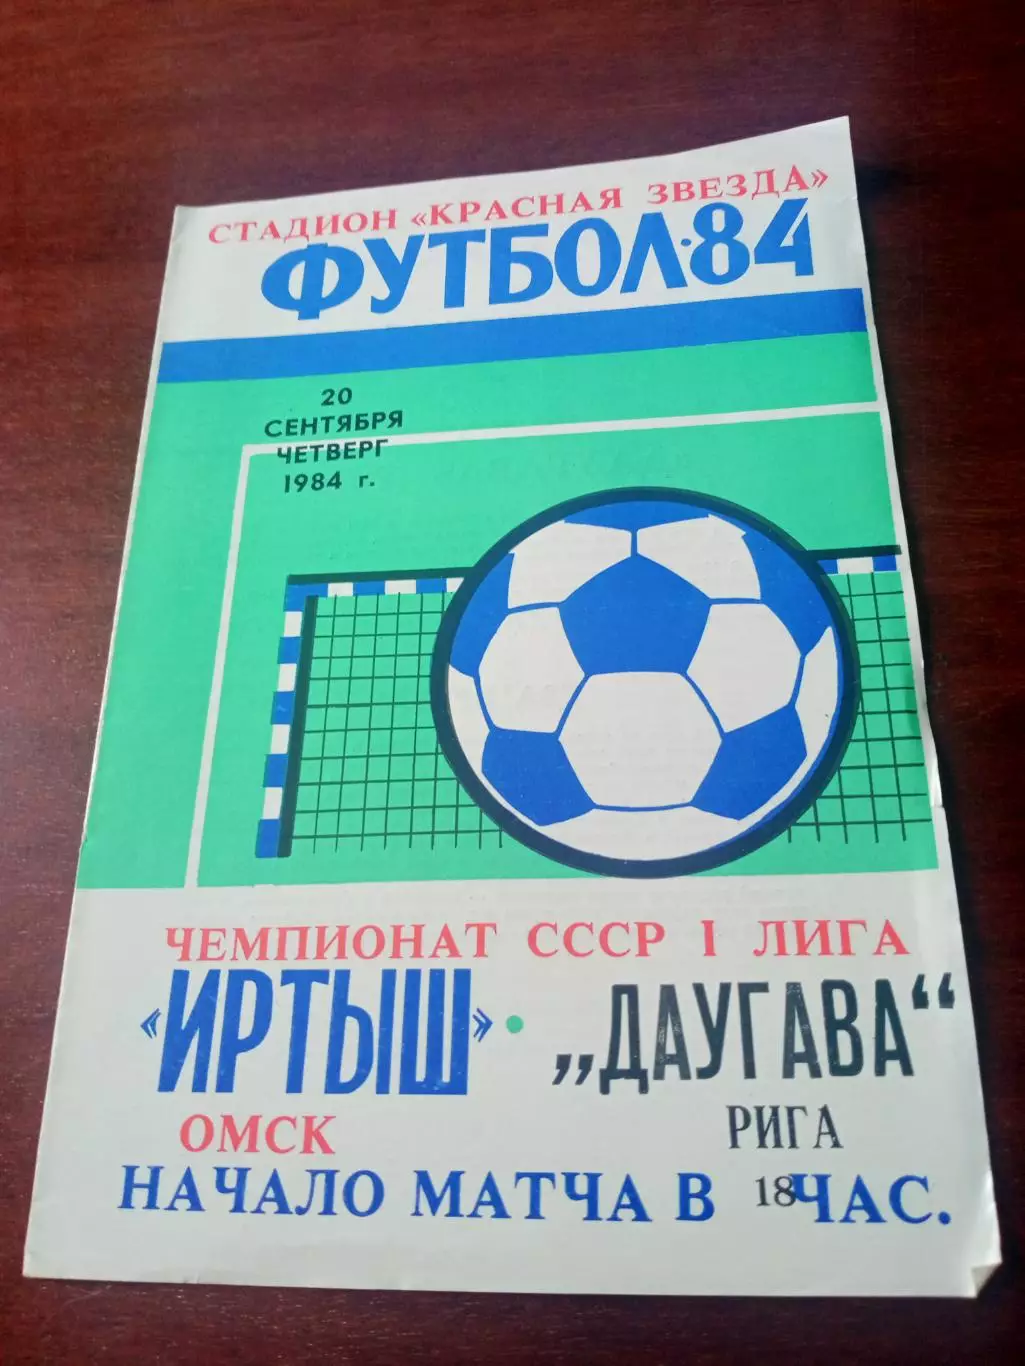 СТАДИОН «КРАСНАЯ ЗВЕЗДА»
ФУТБОЛ·84
20
СЕНТЯБРЯ
ЧЕТВЕРГ
1984 г.
ЧЕМПИОНАТ СССР I ЛИГА
«ИРТЫШ» · „ДАУГАВА“
ОМСК РИГА
НАЧАЛО МАТЧА В 18 ЧАС.